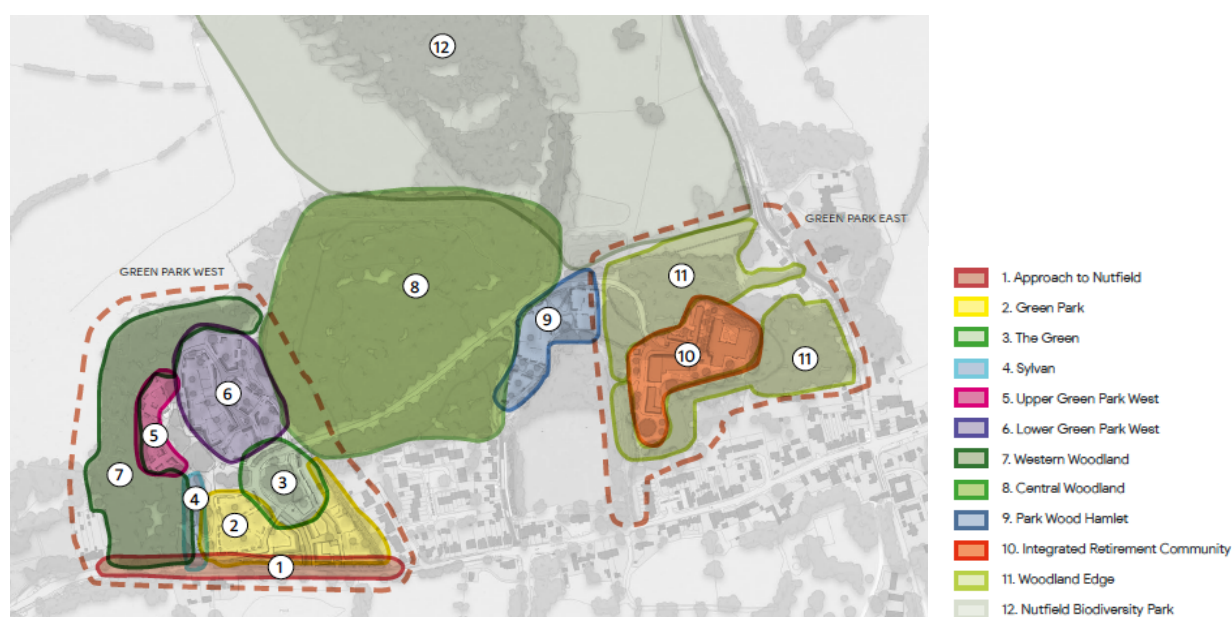 12
GREEN PARK EAST
GREEN PARK WEST
11
8
9
10
11
6
5
7
3
4
2
1
1. Approach to Nutfield
2. Green Park
3. The Green
4. Sylvan
5. Upper Green Park West
6. Lower Green Park West
7. Western Woodland
8. Central Woodland
9. Park Wood Hamlet
10. Integrated Retirement Community
11. Woodland Edge
12. Nutfield Biodiversity Park